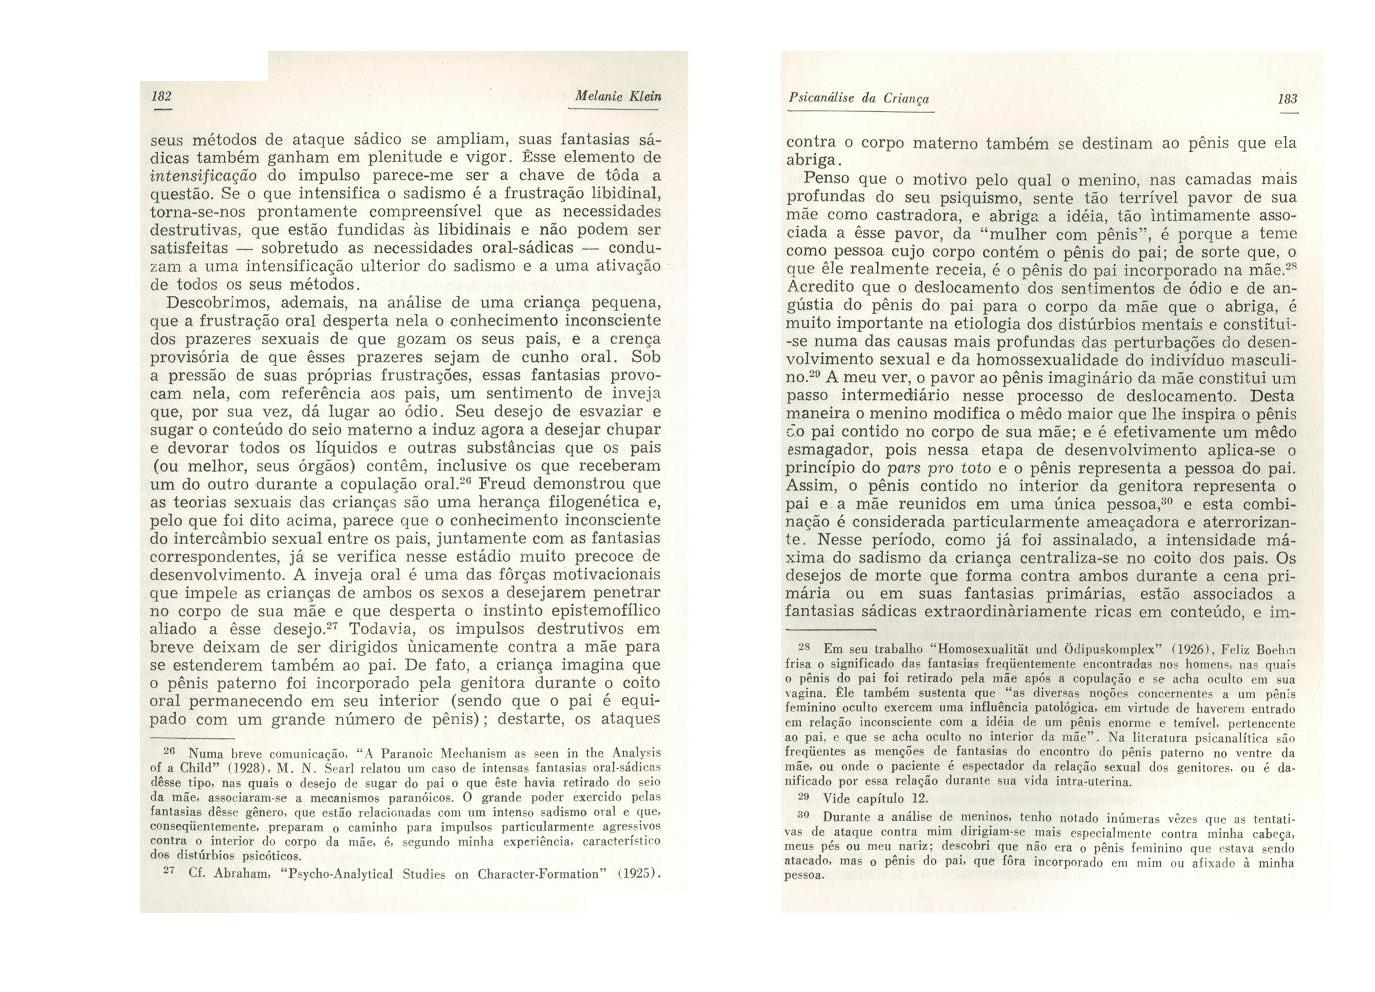 182
Melanie Klein
seus métodos de ataque sádico se ampliam, suas fantasias sá-
dicas também ganham em plenitude e vigor. Êsse elemento de
intensificação do impulso parece-me ser a chave de tôda a
questão. Se o que intensifica o sadismo é a frustração libidinal,
torna-se-nos prontamente compreensível que as necessidades
destrutivas, que estão fundidas às libidinais e não podem ser
satisfeitas — sobretudo as necessidades oral-sádicas — condu-
zam a uma intensificação ulterior do sadismo e a uma ativação
de todos os seus métodos.
Descobrimos, ademais, na análise de uma criança pequena,
que a frustração oral desperta nela o conhecimento inconsciente
dos prazeres sexuais de que gozam os seus pais, e a crença
provisória de que êsses prazeres sejam de cunho oral. Sob
a pressão de suas próprias frustrações, essas fantasias provo-
cam nela, com referência aos pais, um sentimento de inveja
que, por sua vez, dá lugar ao ódio. Seu desejo de esvaziar e
sugar o conteúdo do seio materno a induz agora a desejar chupar
e devorar todos os líquidos e outras substâncias que os pais
(ou melhor, seus órgãos) contêm, inclusive os que receberam
um do outro durante a copulação oral.²⁶ Freud demonstrou que
as teorias sexuais das crianças são uma herança filogenética e,
pelo que foi dito acima, parece que o conhecimento inconsciente
do intercâmbio sexual entre os pais, juntamente com as fantasias
correspondentes, já se verifica nesse estádio muito precoce de
desenvolvimento. A inveja oral é uma das fôrças motivacionais
que impele as crianças de ambos os sexos a desejarem penetrar
no corpo de sua mãe e que desperta o instinto epistemofílico
aliado a êsse desejo.²⁷ Todavia, os impulsos destrutivos em
breve deixam de ser dirigidos ùnicamente contra a mãe para
se estenderem também ao pai. De fato, a criança imagina que
o pênis paterno foi incorporado pela genitora durante o coito
oral permanecendo em seu interior (sendo que o pai é equi-
pado com um grande número de pênis); destarte, os ataques
26 Numa breve comunicação, “A Paranoic Mechanism as seen in the Analysis
of a Child” (1928), M. N. Searl relatou um caso de intensas fantasias oral-sádicas
dêsse tipo, nas quais o desejo de sugar do pai o que êste havia retirado do seio
da mãe, associaram-se a mecanismos paranóicos. O grande poder exercido pelas
fantasias dêsse gênero, que estão relacionadas com um intenso sadismo oral e que,
conseqüentemente, preparam o caminho para impulsos particularmente agressivos
contra o interior do corpo da mãe, é, segundo minha experiência, característico
dos distúrbios psicóticos.
27 Cf. Abraham, “Psycho-Analytical Studies on Character-Formation” (1925).
Psicanálise da Criança
183
contra o corpo materno também se destinam ao pênis que ela
abriga.
Penso que o motivo pelo qual o menino, nas camadas mais
profundas do seu psiquismo, sente tão terrível pavor de sua
mãe como castradora, e abriga a idéia, tão ìntimamente asso-
ciada a êsse pavor, da “mulher com pênis”, é porque a teme
como pessoa cujo corpo contém o pênis do pai; de sorte que, o
que êle realmente receia, é o pênis do pai incorporado na mãe.²⁸
Acredito que o deslocamento dos sentimentos de ódio e de an-
gústia do pênis do pai para o corpo da mãe que o abriga, é
muito importante na etiologia dos distúrbios mentais e constitui-
-se numa das causas mais profundas das perturbações do desen-
volvimento sexual e da homossexualidade do indivíduo masculi-
no.²⁹ A meu ver, o pavor ao pênis imaginário da mãe constitui um
passo intermediário nesse processo de deslocamento. Desta
maneira o menino modifica o mêdo maior que lhe inspira o pênis
do pai contido no corpo de sua mãe; e é efetivamente um mêdo
esmagador, pois nessa etapa de desenvolvimento aplica-se o
princípio do pars pro toto e o pênis representa a pessoa do pai.
Assim, o pênis contido no interior da genitora representa o
pai e a mãe reunidos em uma única pessoa,³⁰ e esta combi-
nação é considerada particularmente ameaçadora e aterrorizan-
te. Nesse período, como já foi assinalado, a intensidade má-
xima do sadismo da criança centraliza-se no coito dos pais. Os
desejos de morte que forma contra ambos durante a cena pri-
mária ou em suas fantasias primárias, estão associados a
fantasias sádicas extraordinàriamente ricas em conteúdo, e im-
28 Em seu trabalho “Homosexualität und Ödipuskomplex” (1926), Feliz Boehm
frisa o significado das fantasias freqüentemente encontradas nos homens, nas quais
o pênis do pai foi retirado pela mãe após a copulação e se acha oculto em sua
vagina. Êle também sustenta que “as diversas noções concernentes a um pênis
feminino oculto exercem uma influência patológica, em virtude de haverem entrado
em relação inconsciente com a idéia de um pênis enorme e temível, pertencente
ao pai, e que se acha oculto no interior da mãe”. Na literatura psicanalítica são
freqüentes as menções de fantasias do encontro do pênis paterno no ventre da
mãe, ou onde o paciente é espectador da relação sexual dos genitores, ou é da-
nificado por essa relação durante sua vida intra-uterina.
29 Vide capítulo 12.
30 Durante a análise de meninos, tenho notado inúmeras vêzes que as tentati-
vas de ataque contra mim dirigiam-se mais especialmente contra minha cabeça,
meus pés ou meu nariz; descobri que não era o pênis feminino que estava sendo
atacado, mas o pênis do pai, que fôra incorporado em mim ou afixado à minha
pessoa.